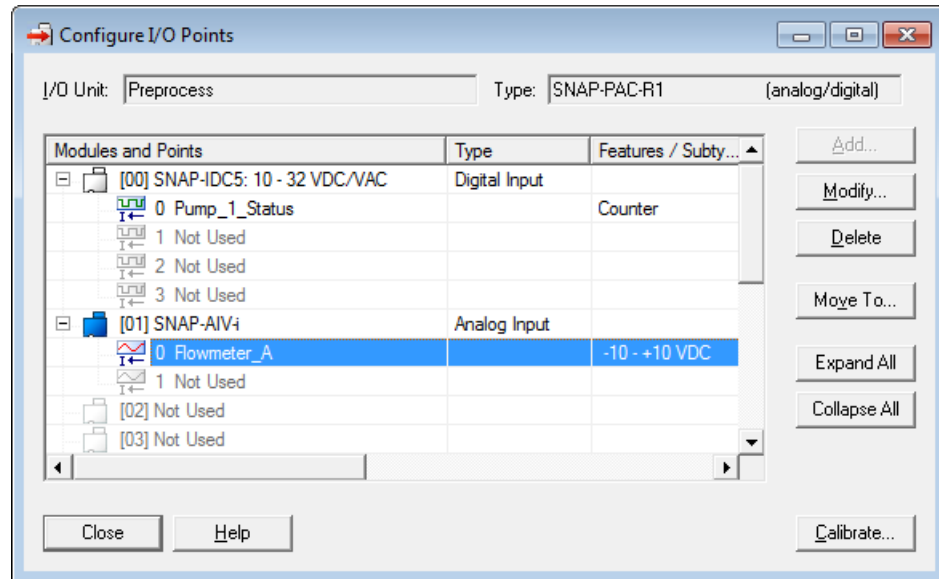 Configure I/O Points
I/O Unit: Preprocess Type: SNAP-PAC-R1 (analog/digital)
Modules and Points Type Features / Subty...
[00] SNAP-IDC5: 10 - 32 VDC/VAC Digital Input
0 Pump_1_Status Counter
1 Not Used
2 Not Used
3 Not Used
[01] SNAP-AIV-i Analog Input
0 Flowmeter_A -10 - +10 VDC
1 Not Used
[02] Not Used
[03] Not Used
Add...
Modify...
Delete
Move To...
Expand All
Collapse All
Close Help Calibrate...